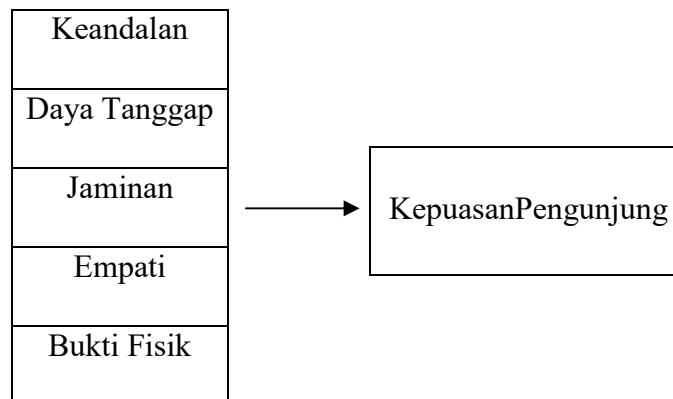 Keandalan
Daya Tanggap
Jaminan
KepuasanPengunjung
Empati
Bukti Fisik